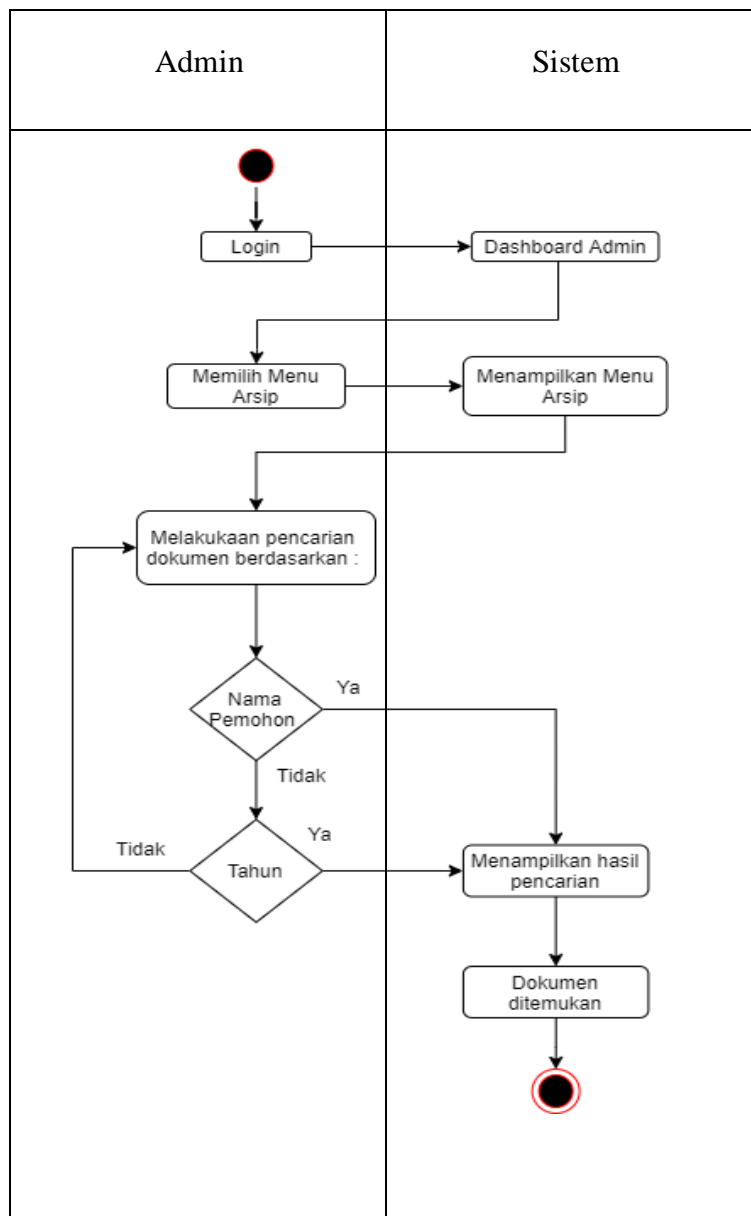 Admin
Sistem
Login
Dashboard Admin
Memilih Menu
Arsip
Menampilkan Menu
Arsip
Melakukaan pencarian
dokumen berdasarkan :
Nama
Pemohon
Ya
Tidak
Tahun
Ya
Tidak
Menampilkan hasil
pencarian
Dokumen
ditemukan